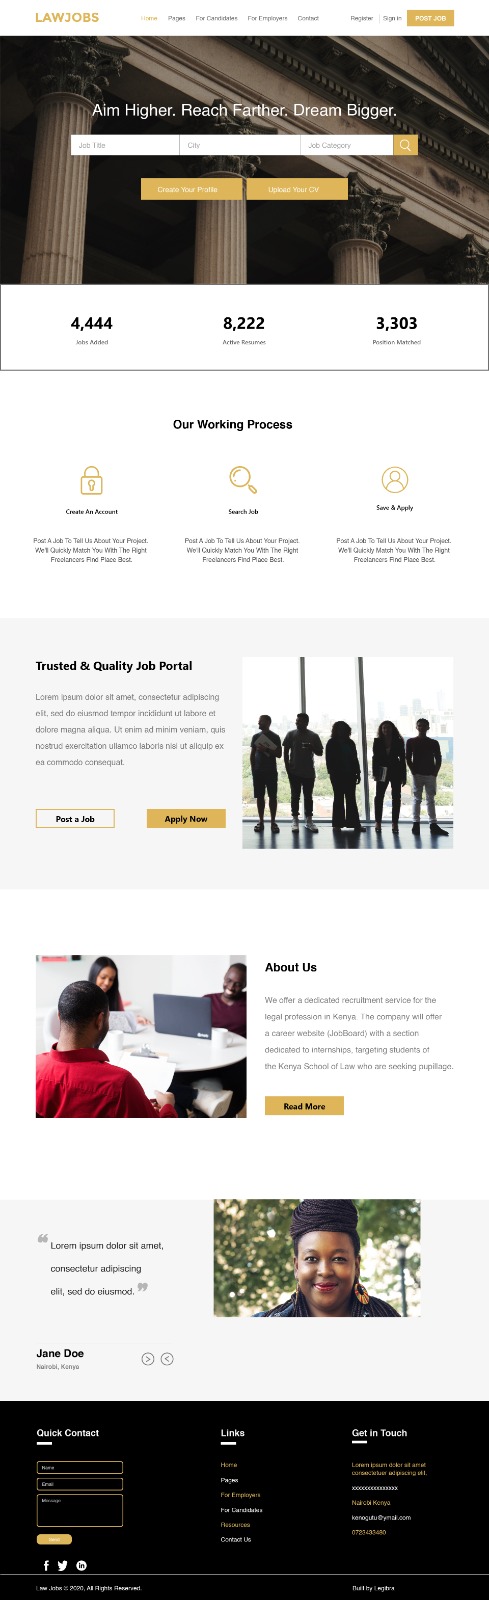 LAWJOBS
Home Pages For Candidates For Employers Contact Register Sign in POST JOB
Aim Higher. Reach Farther. Dream Bigger.
Job Title City Job Category
Create Your Profile Upload Your CV
4,444 8,222 3,303
Jobs Added Active Resumes Position Matched
Our Working Process
Create An Account Search Job Save & Apply
Post A Job To Tell Us About Your Project. Post A Job To Tell Us About Your Project. Post A Job To Tell Us About Your Project.
We'll Quickly Match You With The Right We'll Quickly Match You With The Right We'll Quickly Match You With The Right
Freelancers Find Place Best. Freelancers Find Place Best. Freelancers Find Place Best.
Trusted & Quality Job Portal
Lorem ipsum dolor sit amet, consectetur adipiscing
elit, sed do eiusmod tempor incididunt ut labore et
dolore magna aliqua. Ut enim ad minim veniam, quis
nostrud exercitation ullamco laboris nisi ut aliquip ex
ea commodo consequat.
Post a Job Apply Now
About Us
We offer a dedicated recruitment service for the
legal profession in Kenya. The company will offer
a career website (JobBoard) with a section
dedicated to internships, targeting students of
the Kenya School of Law who are seeking pupillage.
Read More
“ Lorem ipsum dolor sit amet,
consectetur adipiscing
elit, sed do eiusmod. ”
Jane Doe
Nairobi, Kenya
Quick Contact
Name
Email
Message
Links
Home
Pages
For Employers
For Candidates
Resources
Contact Us
Get in Touch
Lorem ipsum dolor sit amet
consectetuer adipiscing elit.
xxxxxxxxxxxxxxx
Nairobi Kenya
kenogutu@ymail.com
0723433480
Law Jobs © 2020, All Rights Reserved. Built by Legibra